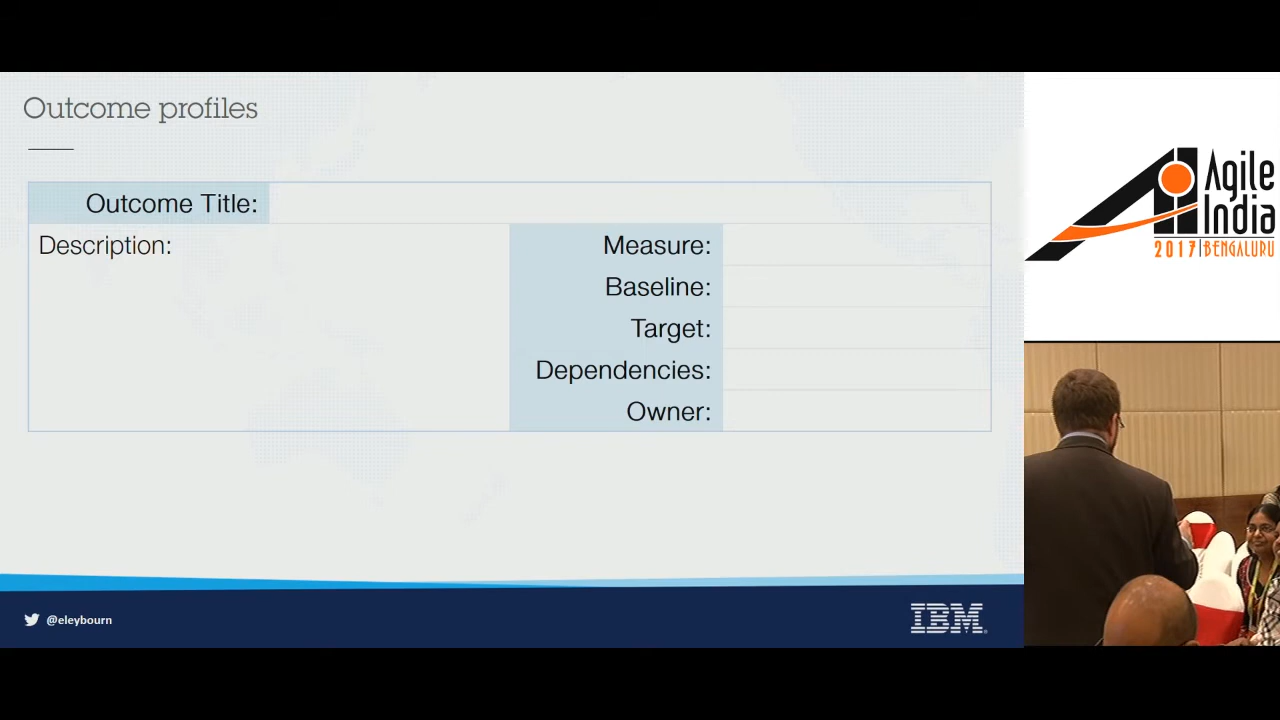 Outcome profiles
Outcome Title:
Description:
Measure:
Baseline:
Target:
Dependencies:
Owner:
@eleybourn
IBM
Agile
India
2017 | BENGALURU